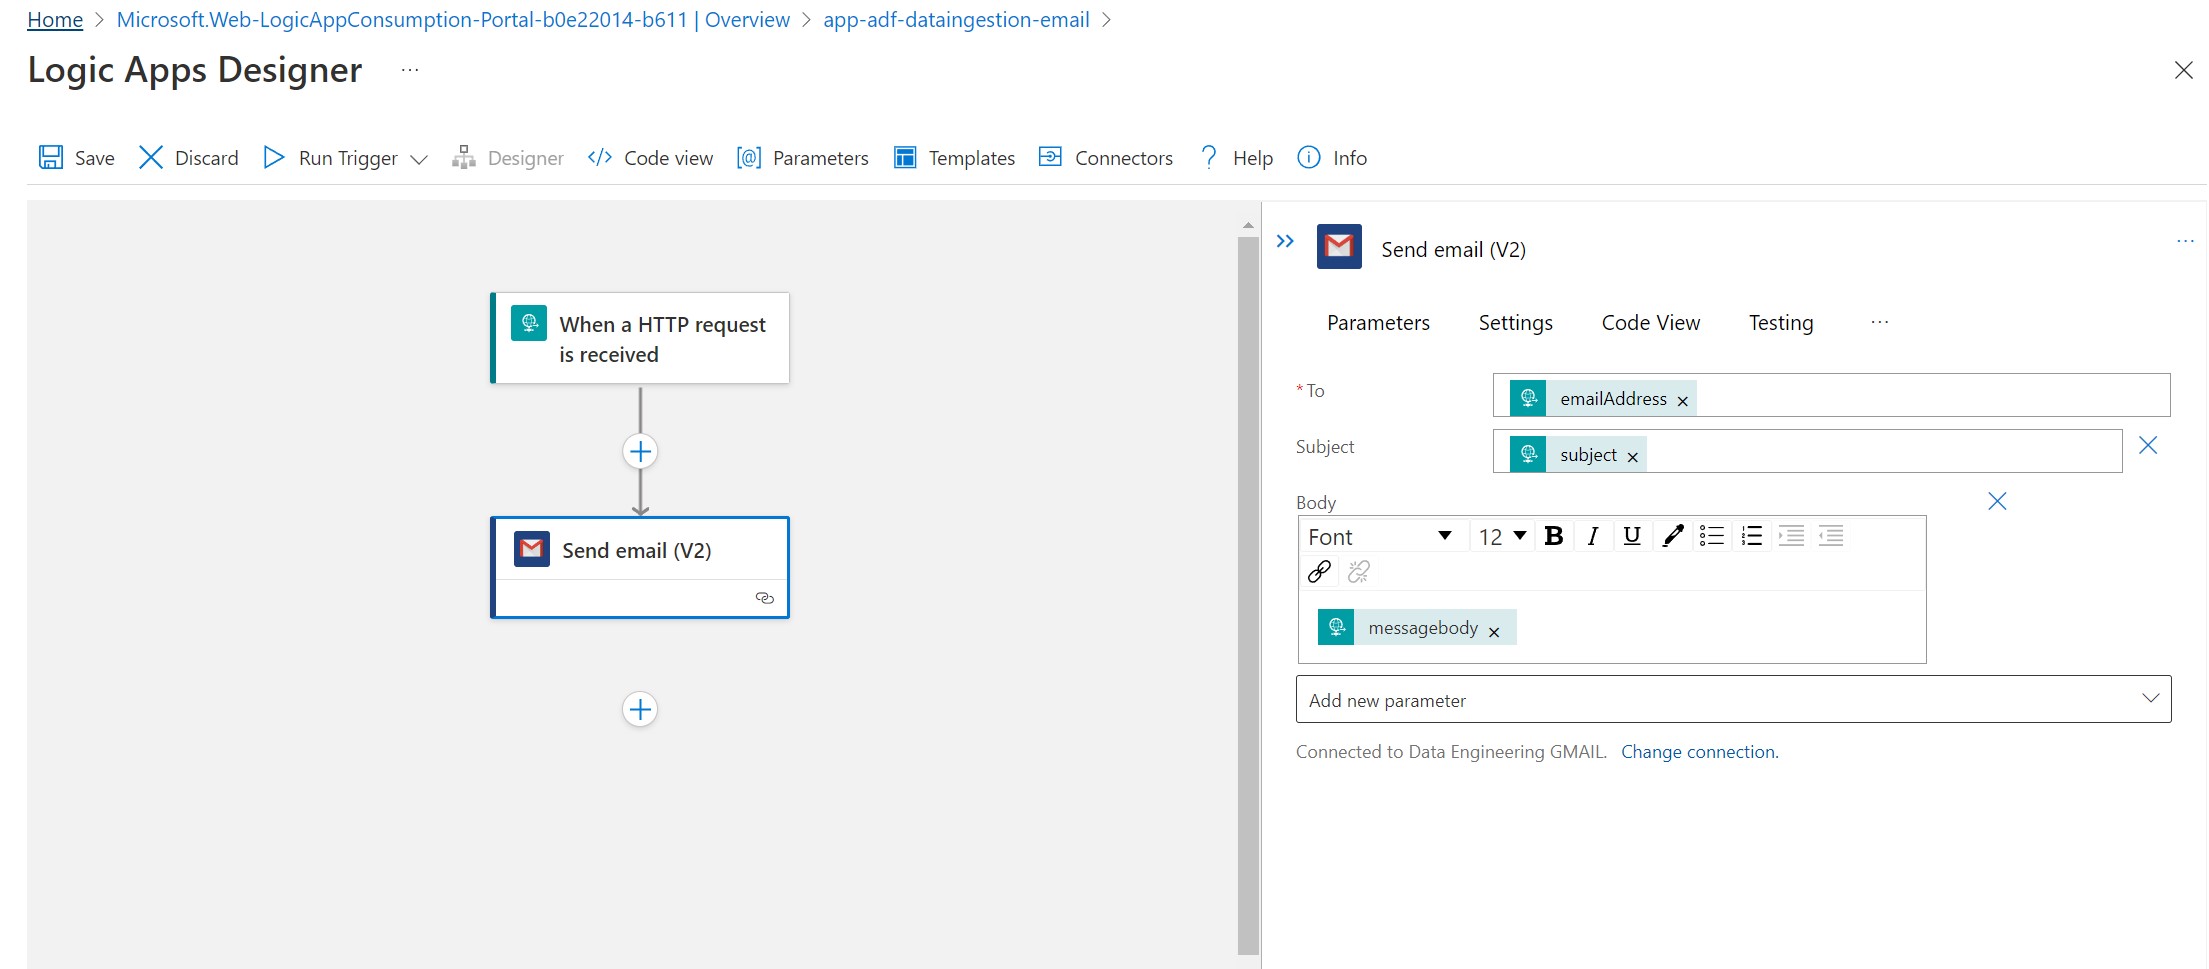 Home > Microsoft.Web-LogicAppConsumption-Portal-b0e22014-b611 | Overview > app-adf-dataingestion-email >
Logic Apps Designer ...
Save Discard Run Trigger Designer Code view Parameters Templates Connectors Help Info
When a HTTP request
is received
Send email (V2)
Send email (V2)
Parameters Settings Code View Testing ...
* To emailAddress ×
Subject subject ×
Body
Font 12 B I U
messagebody ×
Add new parameter
Connected to Data Engineering GMAIL. Change connection.